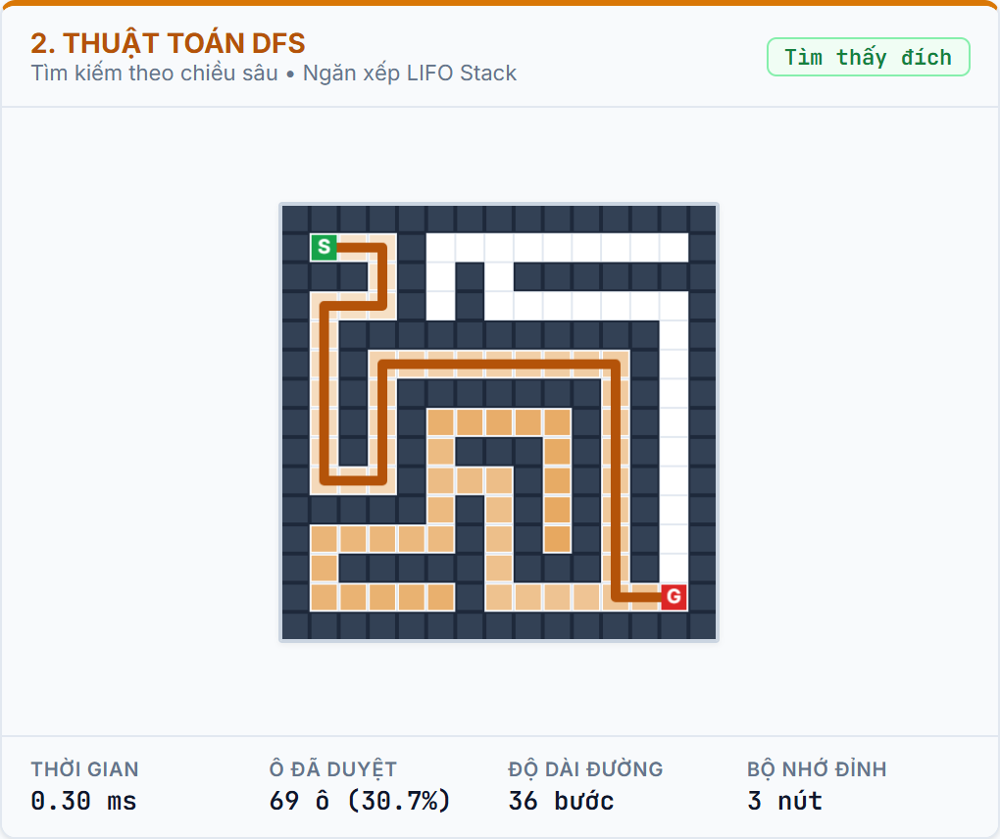 2. THUẬT TOÁN DFS
Tìm kiếm theo chiều sâu • Ngăn xếp LIFO Stack
Tìm thấy đích
S
G
THỜI GIAN
0.30 ms
Ô ĐÃ DUYỆT
69 ô (30.7%)
ĐỘ DÀI ĐƯỜNG
36 bước
BỘ NHỚ ĐỈNH
3 nút